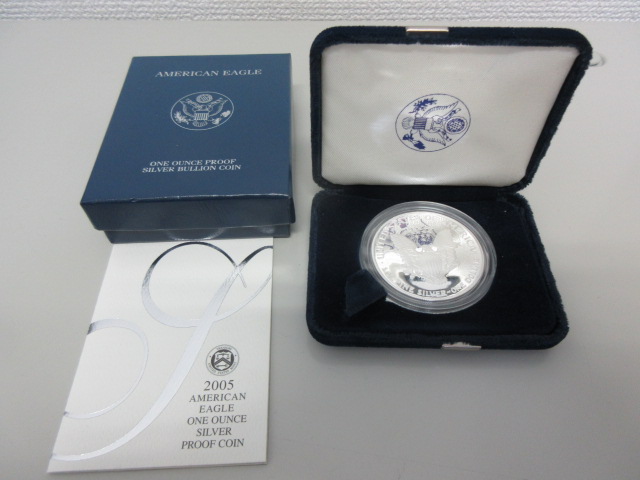 AMERICAN EAGLE
ONE OUNCE PROOF
SILVER BULLION COIN
2005
AMERICAN
EAGLE
ONE OUNCE
SILVER
PROOF COIN